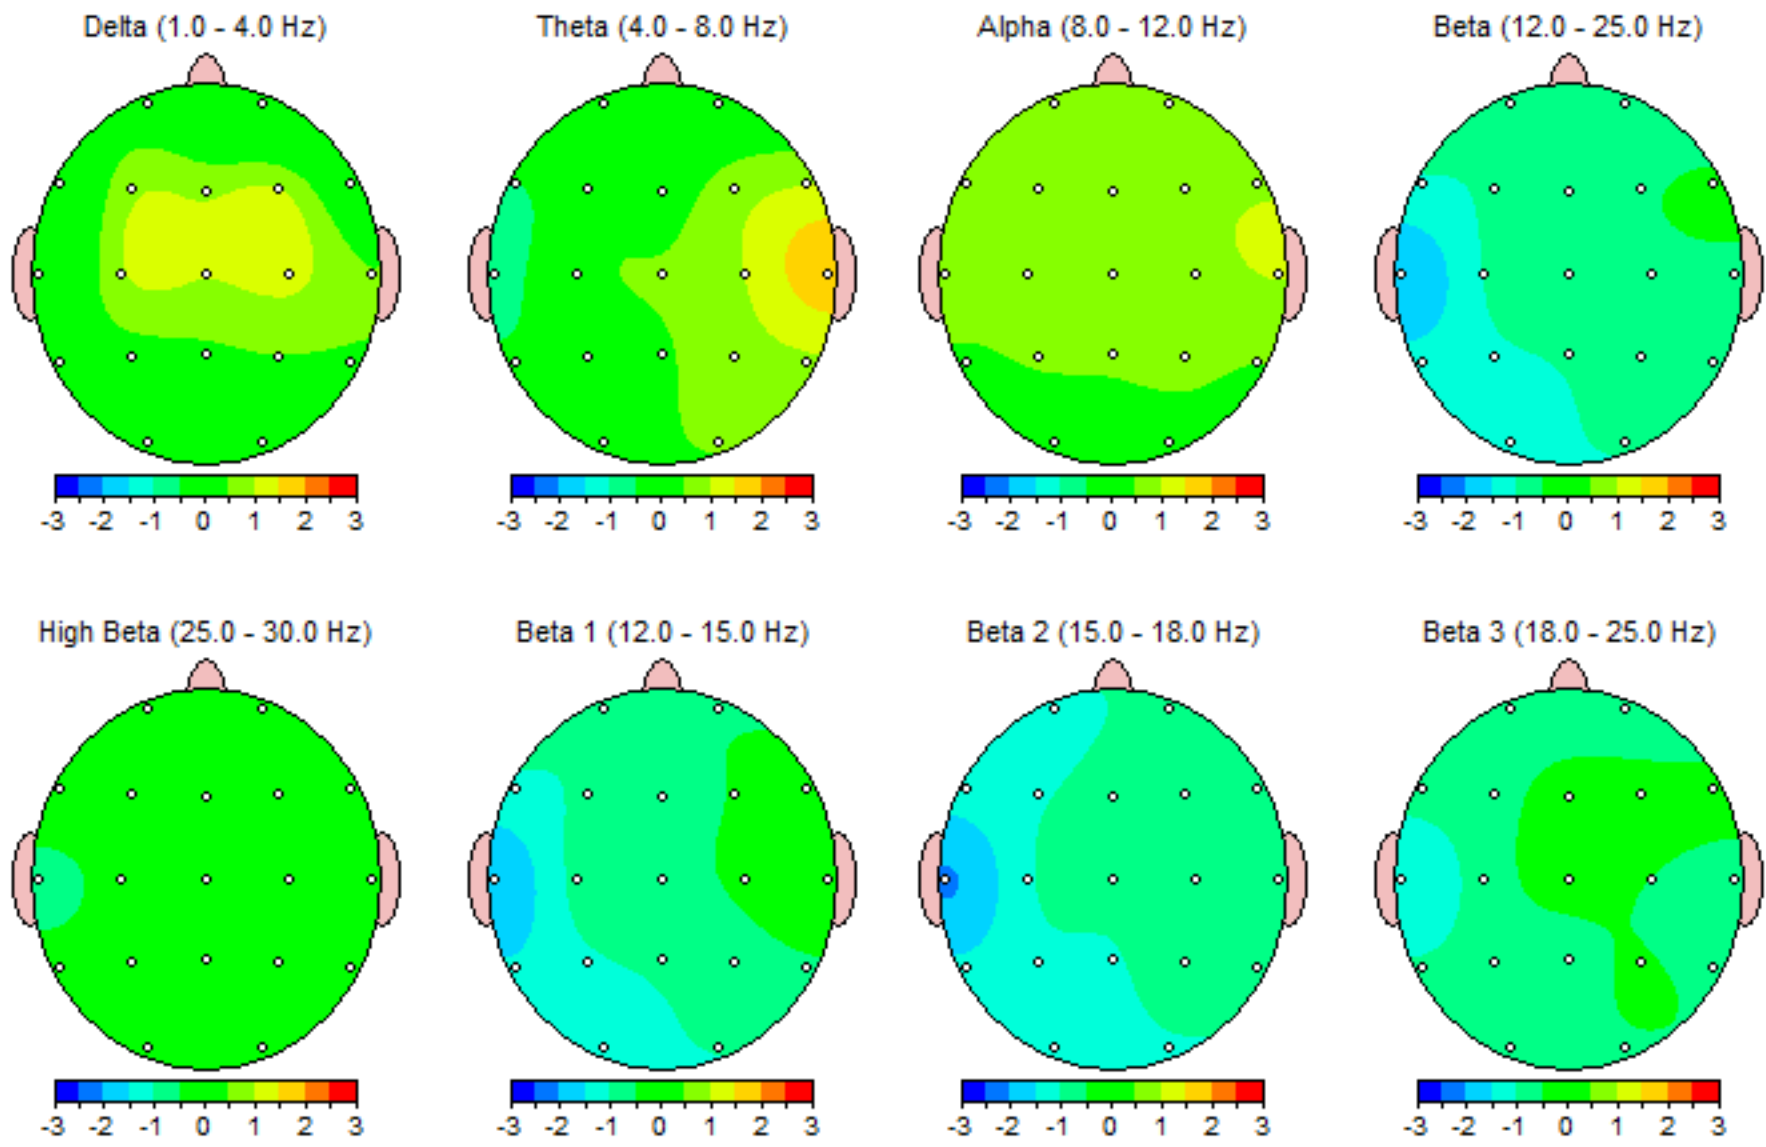 Delta (1.0 - 4.0 Hz)
Theta (4.0 - 8.0 Hz)
Alpha (8.0 - 12.0 Hz)
Beta (12.0 - 25.0 Hz)
-3 -2 -1 0 1 2 3
-3 -2 -1 0 1 2 3
-3 -2 -1 0 1 2 3
-3 -2 -1 0 1 2 3
High Beta (25.0 - 30.0 Hz)
Beta 1 (12.0 - 15.0 Hz)
Beta 2 (15.0 - 18.0 Hz)
Beta 3 (18.0 - 25.0 Hz)
-3 -2 -1 0 1 2 3
-3 -2 -1 0 1 2 3
-3 -2 -1 0 1 2 3
-3 -2 -1 0 1 2 3